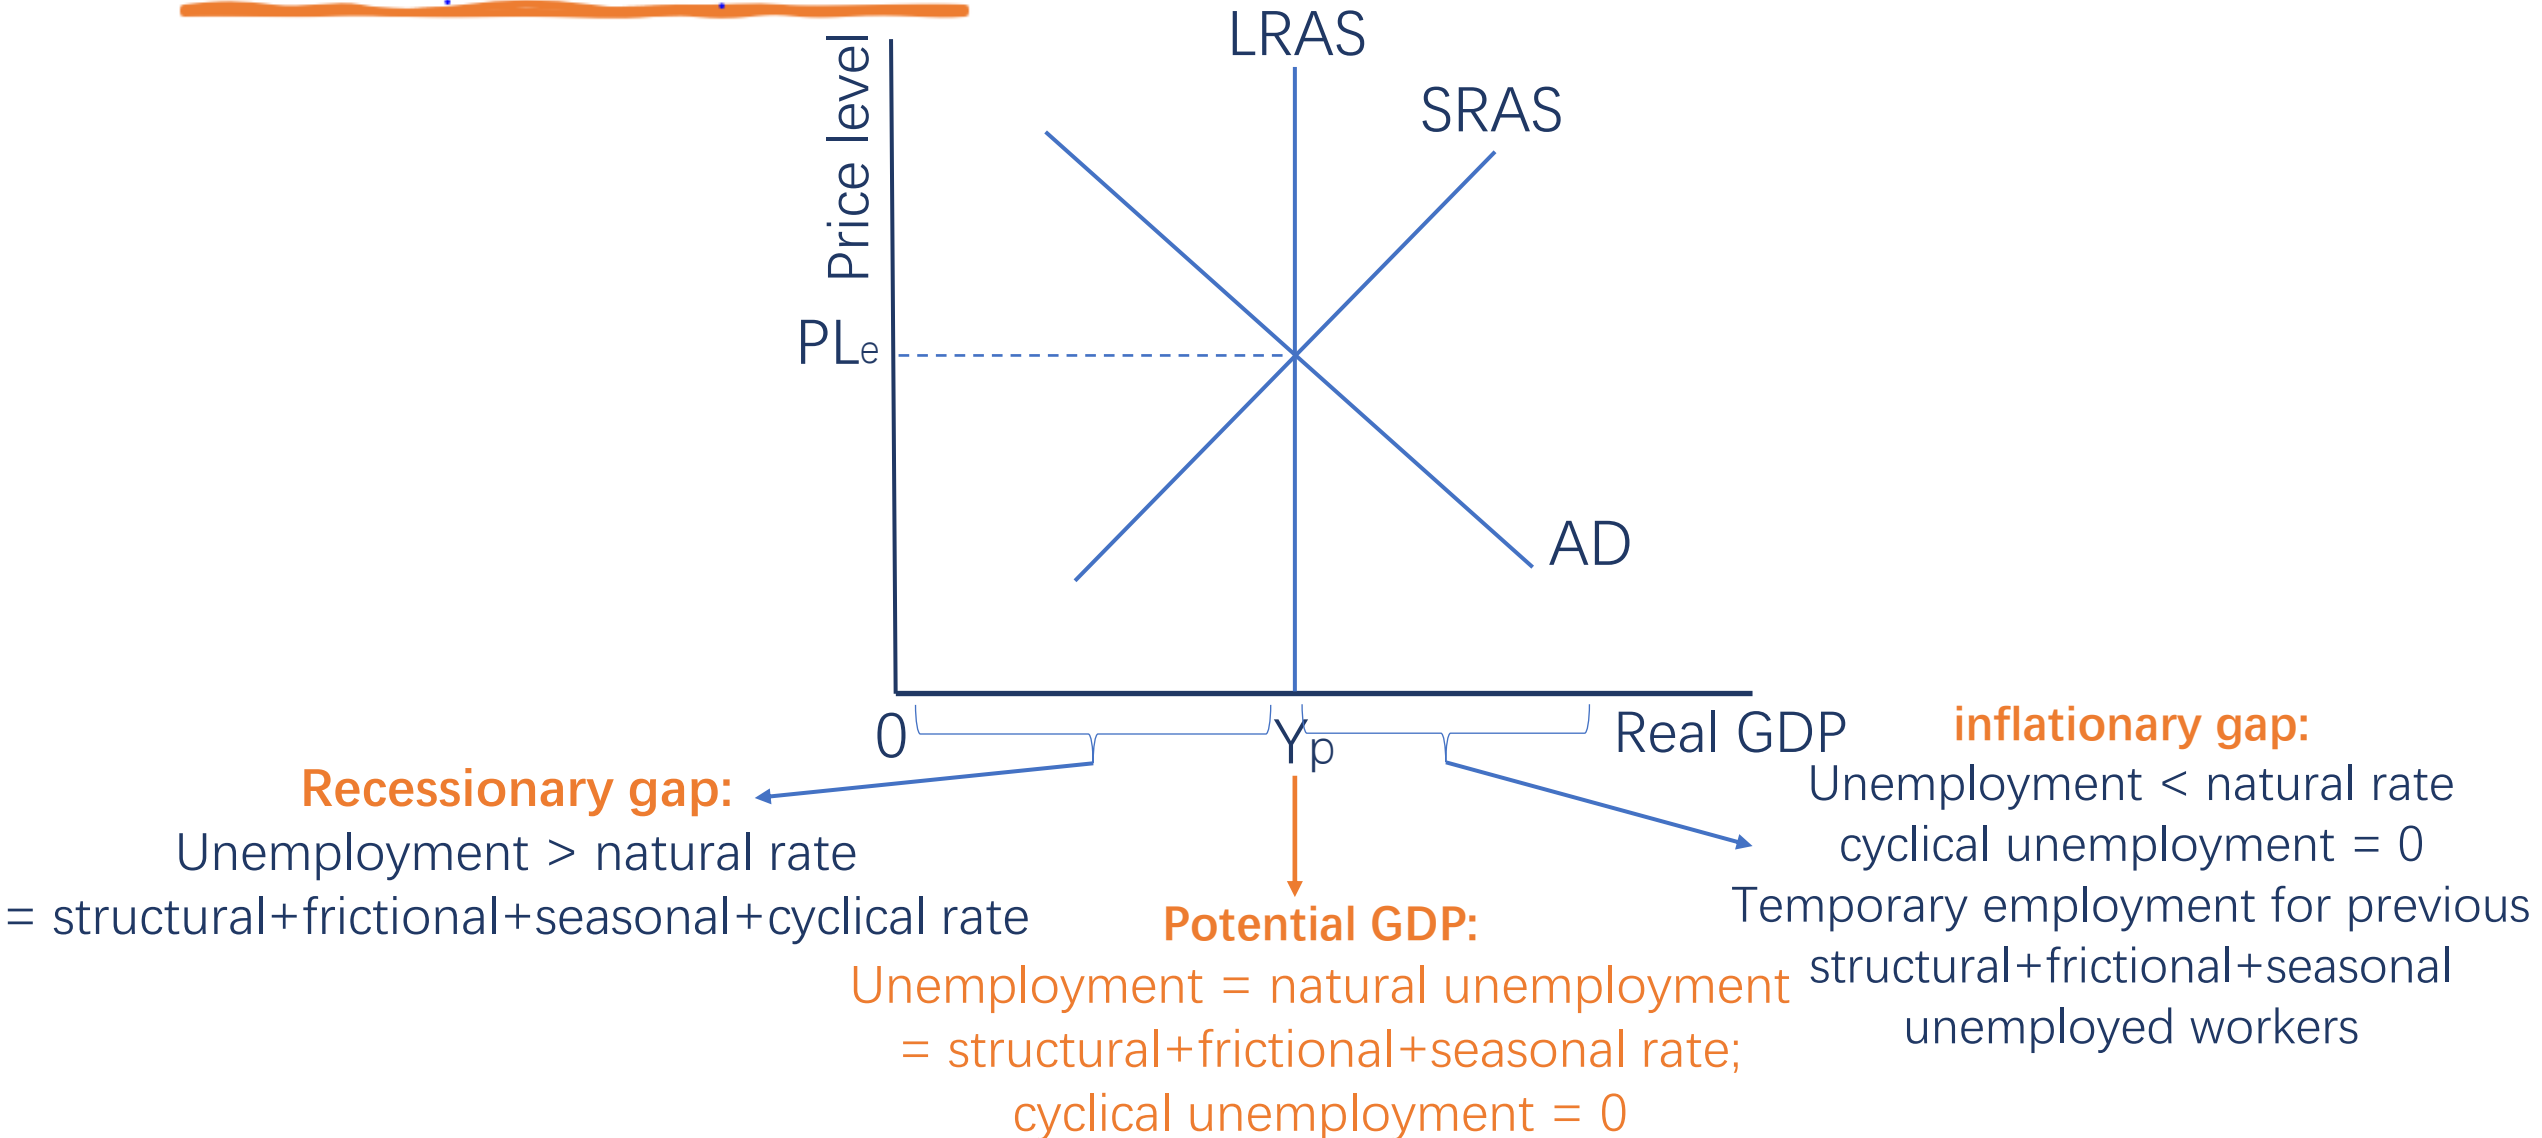 LRAS
SRAS
Price level
PLe
AD
0
Yp
Real GDP
Recessionary gap:
Unemployment > natural rate
= structural+frictional+seasonal+cyclical rate
Potential GDP:
Unemployment = natural unemployment
= structural+frictional+seasonal rate;
cyclical unemployment = 0
inflationary gap:
Unemployment < natural rate
cyclical unemployment = 0
Temporary employment for previous
structural+frictional+seasonal
unemployed workers